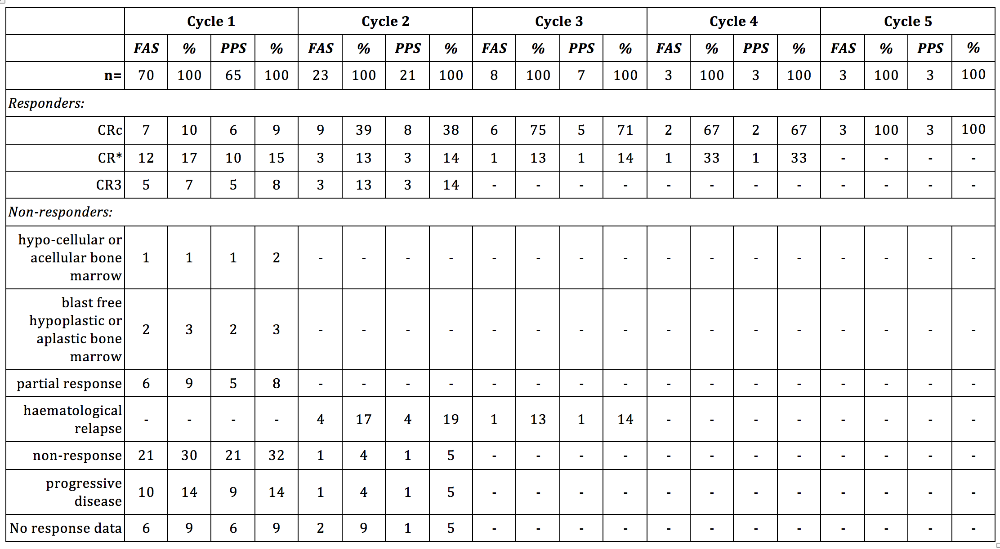 Cycle 1 Cycle 2 Cycle 3 Cycle 4 Cycle 5
FAS % PPS % FAS % PPS % FAS % PPS % FAS % PPS % FAS % PPS %
n= 70 100 65 100 23 100 21 100 8 100 7 100 3 100 3 100 3 100 3 100
Responders:
CRc 7 10 6 9 9 39 8 38 6 75 5 71 2 67 2 67 3 100 3 100
CR* 12 17 10 15 3 13 3 14 1 13 1 14 1 33 1 33 - - - -
CR3 5 7 5 8 3 13 3 14 - - - - - - - - - - - -
Non-responders:
hypo-cellular or
acellular bone
marrow
1 1 1 2 - - - - - - - - - - - - - - - -
blast free
hypoplastic or
aplastic bone
marrow
2 3 2 3 - - - - - - - - - - - - - - - -
partial response 6 9 5 8 - - - - - - - - - - - - - - - -
haematological
relapse
- - - - 4 17 4 19 1 13 1 14 - - - - - - - -
non-response 21 30 21 32 1 4 1 5 - - - - - - - - - - - -
progressive
disease
10 14 9 14 1 4 1 5 - - - - - - - - - - - -
No response data 6 9 6 9 2 9 1 5 - - - - - - - - - - - -